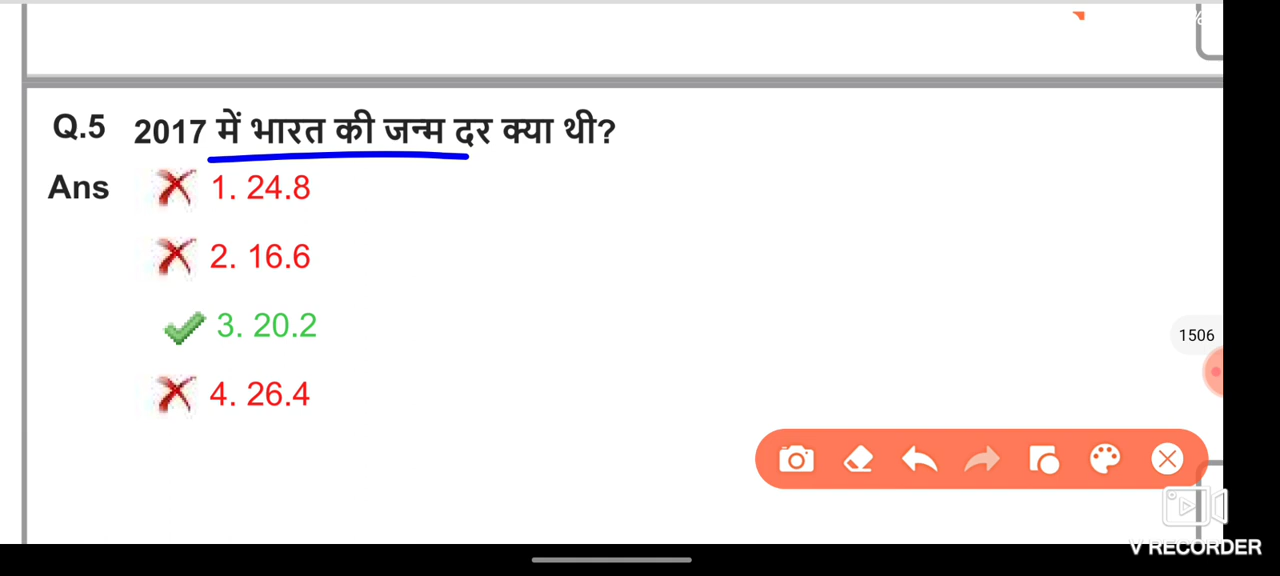 Q.5 2017 में भारत की जन्म दर क्या थी?
Ans 1. 24.8
2. 16.6
3. 20.2
1506
4. 26.4
V RECORDER